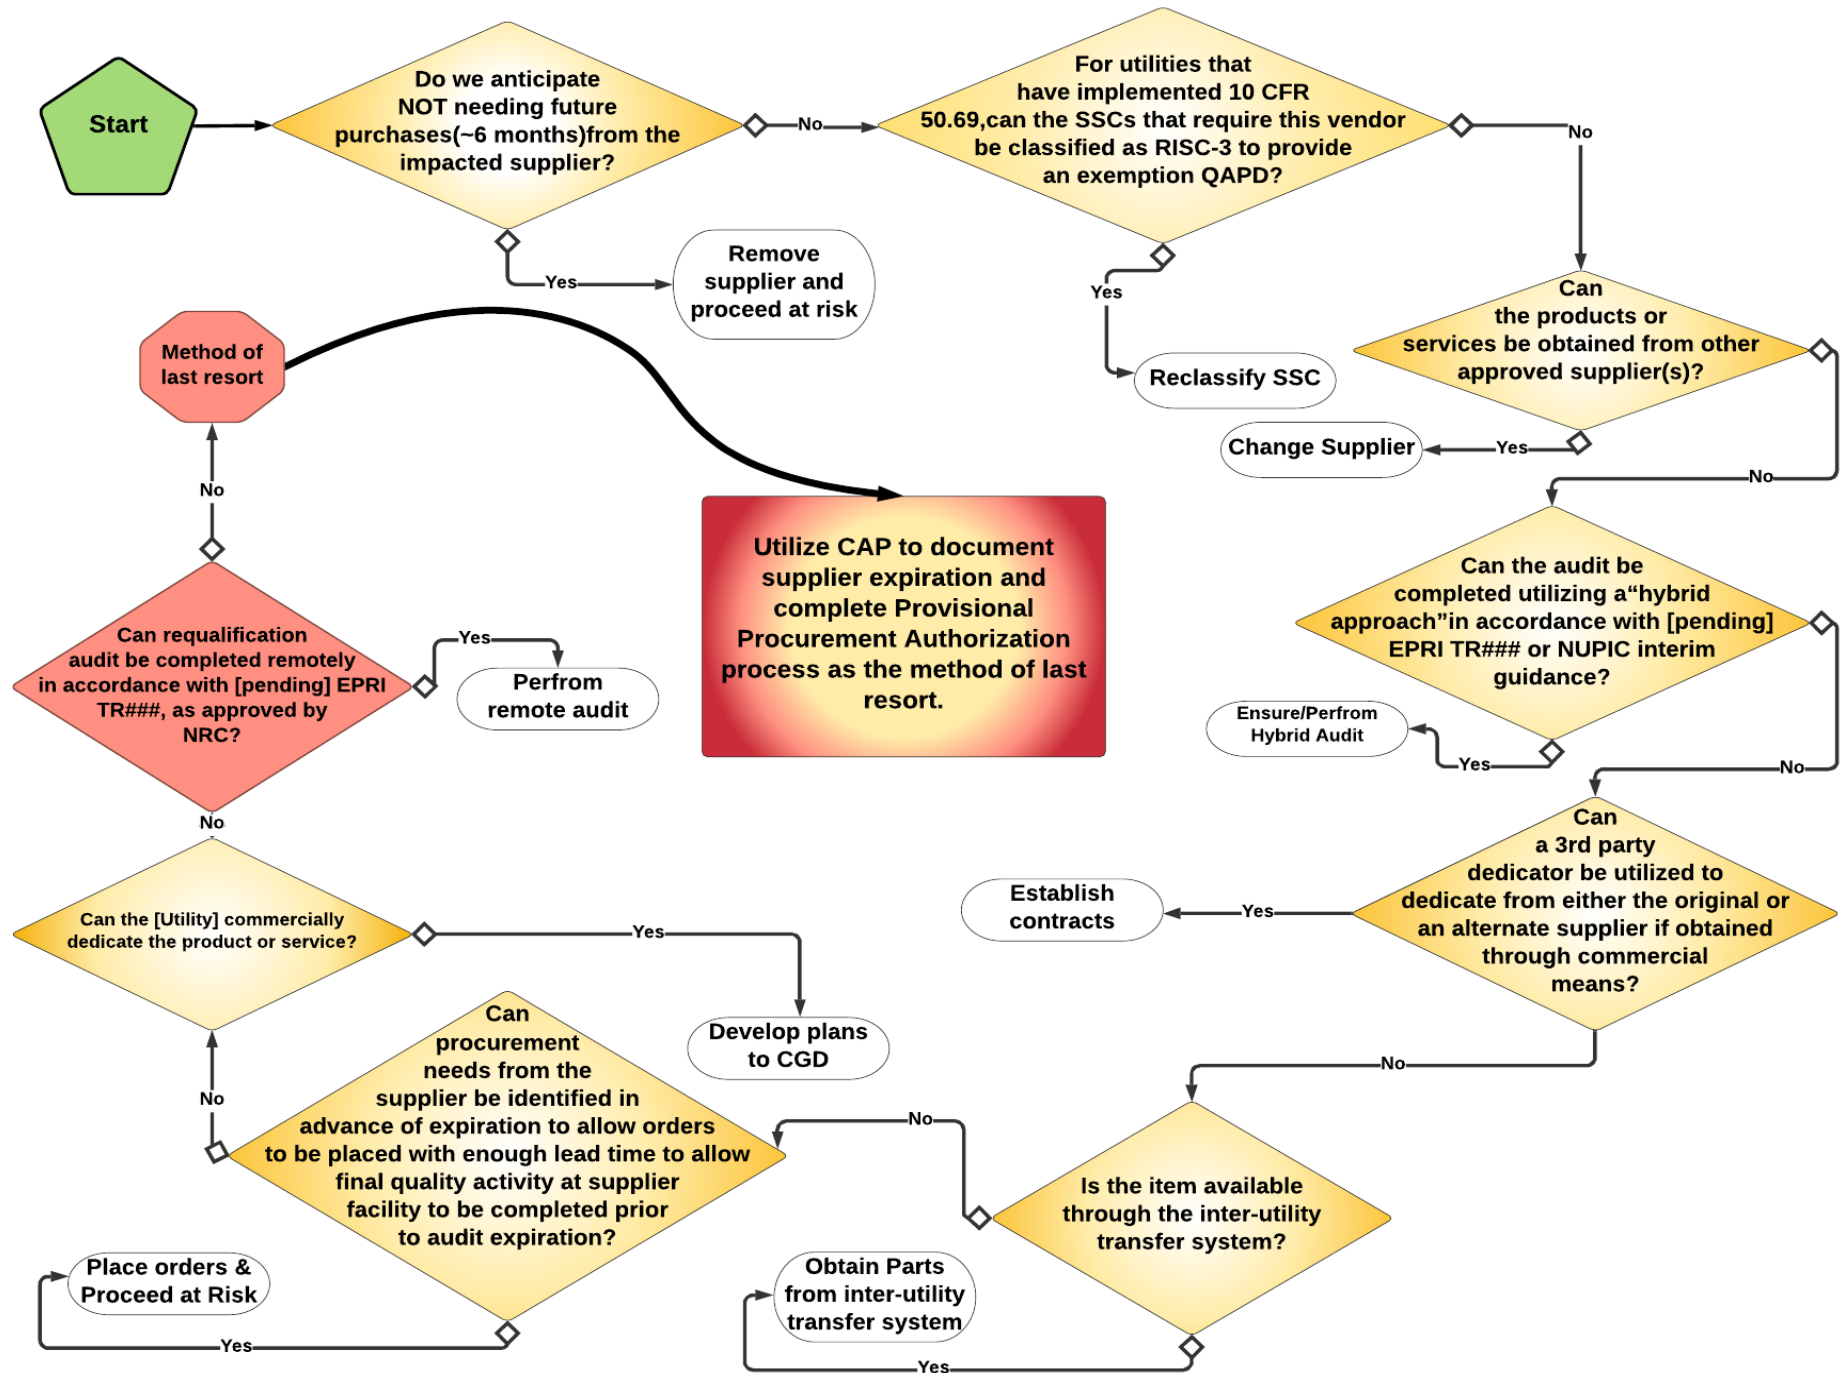 Start
Do we anticipate
NOT needing future
purchases(~6 months)from the
impacted supplier?
No
For utilities that
have implemented 10 CFR
50.69,can the SSCs that require this vendor
be classified as RISC-3 to provide
an exemption QAPD?
No
Yes
Remove
supplier and
proceed at risk
Yes
Reclassify SSC
Can
the products or
services be obtained from other
approved supplier(s)?
Yes
Change Supplier
No
Method of
last resort
No
Utilize CAP to document
supplier expiration and
complete Provisional
Procurement Authorization
process as the method of last
resort.
Can the audit be
completed utilizing a“hybrid
approach”in accordance with [pending]
EPRI TR### or NUPIC interim
guidance?
Yes
Ensure/Perfrom
Hybrid Audit
No
Can requalification
audit be completed remotely
in accordance with [pending] EPRI
TR###, as approved by
NRC?
Yes
Perfrom
remote audit
No
Can
a 3rd party
dedicator be utilized to
dedicate from either the original or
an alternate supplier if obtained
through commercial
means?
Yes
Establish
contracts
No
Can the [Utility] commercially
dedicate the product or service?
Yes
Develop plans
to CGD
No
Can
procurement
needs from the
supplier be identified in
advance of expiration to allow orders
to be placed with enough lead time to allow
final quality activity at supplier
facility to be completed prior
to audit expiration?
No
Is the item available
through the inter-utility
transfer system?
Place orders &
Proceed at Risk
Yes
Obtain Parts
from inter-utility
transfer system
Yes